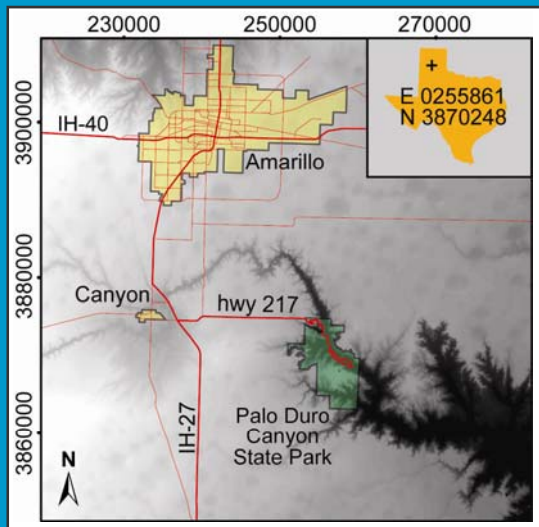 230000
250000
270000
E 0255861
N 3870248
3900000
IH-40
Amarillo
3880000
Canyon
hwy 217
3860000
IH-27
Palo Duro
Canyon
State Park
N